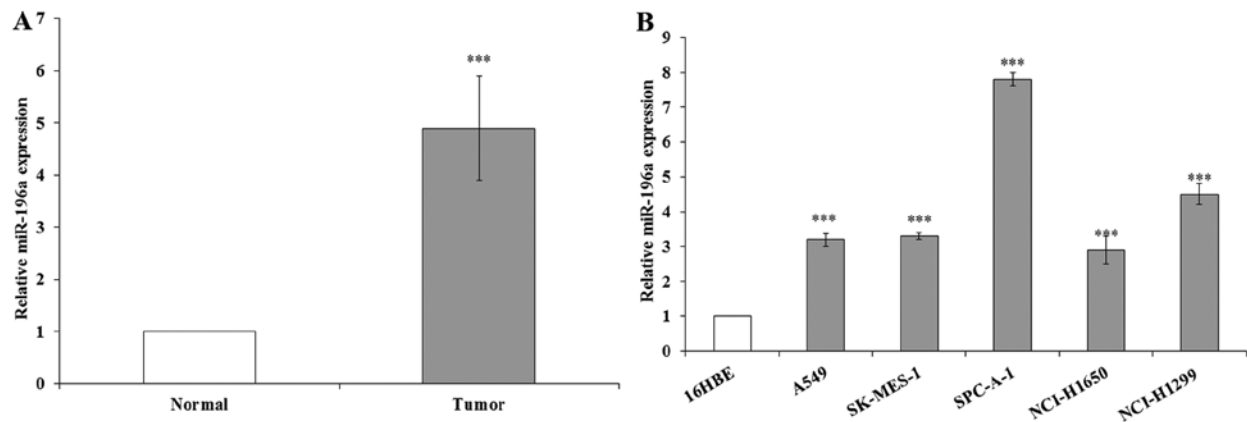 A
Relative miR-196a expression
7
6
5
4
3
2
1
0
***
Normal
Tumor
B
Relative miR-196a expression
9
8
7
6
5
4
3
2
1
0
***
***
***
***
***
16HBE
A549
SK-MES-1
SPC-A-1
NCI-H1650
NCI-H1299